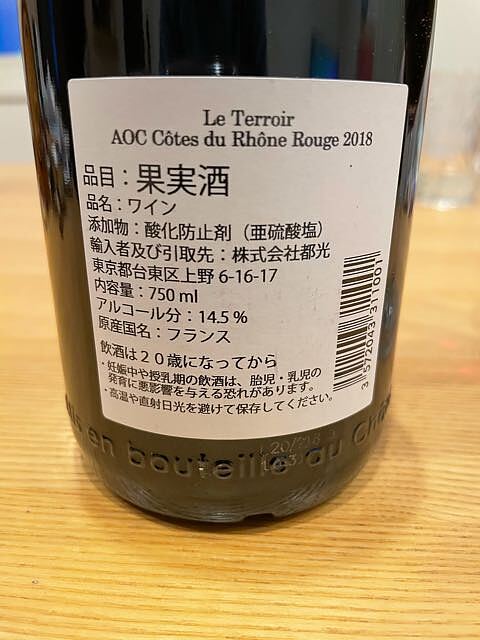 Le Terroir
AOC Côtes du Rhône Rouge 2018
品目：果実酒
品名：ワイン
添加物：酸化防止剤（亜硫酸塩）
輸入者及び引取先：株式会社都光
東京都台東区上野 6-16-17
内容量：750 ml
アルコール分：14.5 %
原産国名：フランス
飲酒は２０歳になってから
・妊娠中や授乳期の飲酒は、胎児・乳児の
発育に悪影響を与える恐れがあります。
・高温や直射日光を避けて保存してください。
3 572043 311001
en bouteille au